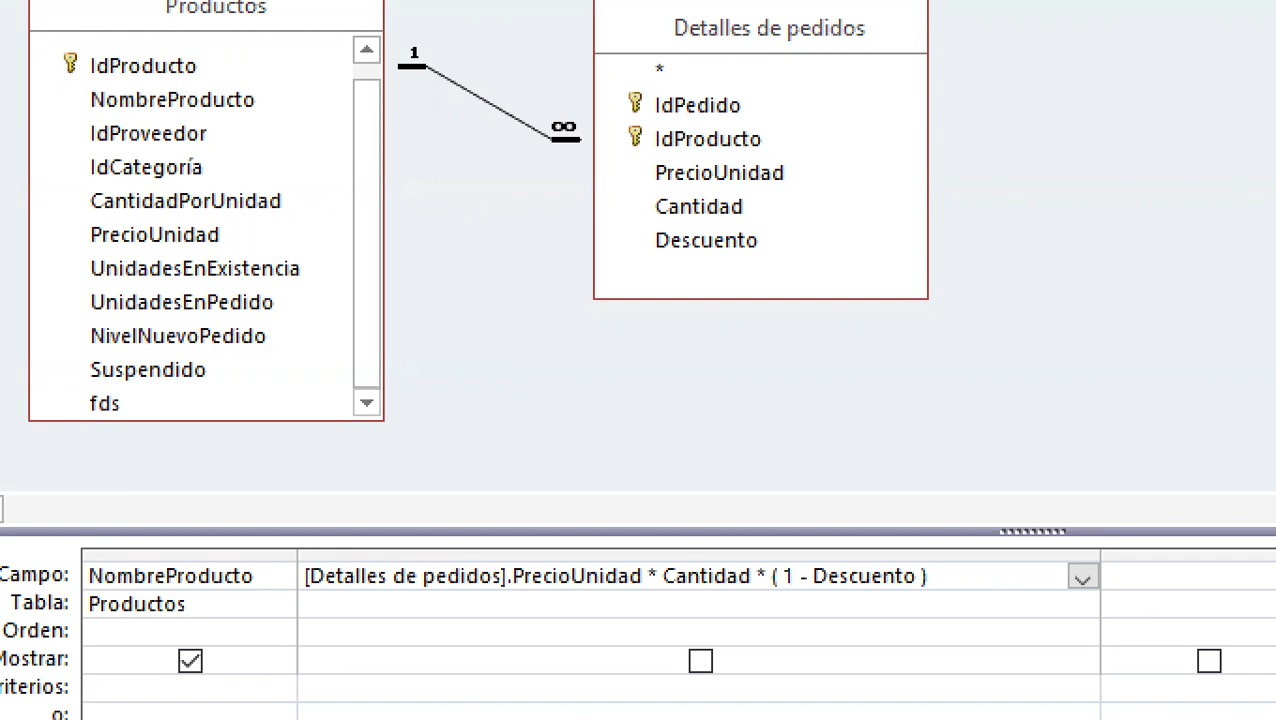 Productos
IdProducto
NombreProducto
IdProveedor
IdCategoría
CantidadPorUnidad
PrecioUnidad
UnidadesEnExistencia
UnidadesEnPedido
NivelNuevoPedido
Suspendido
fds
1
∞
Detalles de pedidos
*
IdPedido
IdProducto
PrecioUnidad
Cantidad
Descuento
Campo: NombreProducto [Detalles de pedidos].PrecioUnidad * Cantidad * ( 1 - Descuento )
Tabla: Productos
Orden:
Mostrar:
riterios:
o: